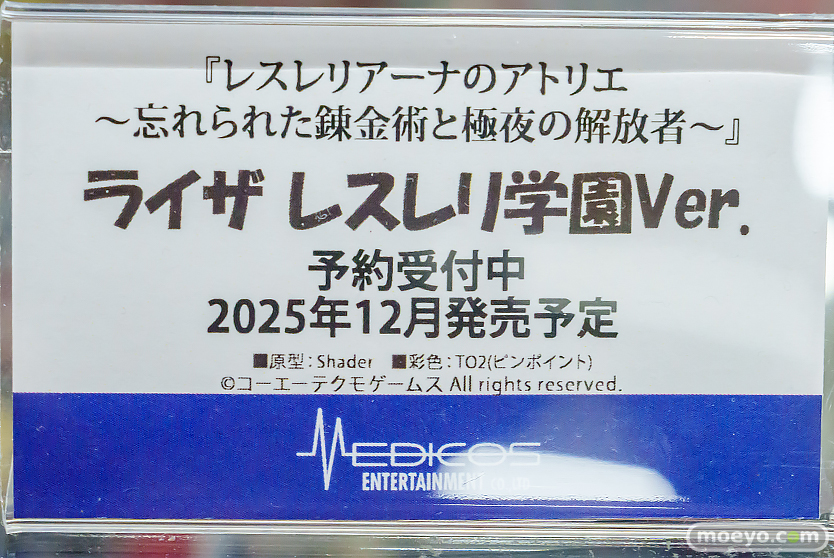 『レスレリアーナのアトリエ
～忘れられた錬金術と極夜の解放者～』
ライザ レスレリ学園Ver.
予約受付中
2025年12月発売予定
■原型：Shader ■彩色：TO2(ピンポイント)
©コーエーテクモゲームス All rights reserved.
MEDICOS
ENTERTAINMENT co.,ltd
moeyo.com